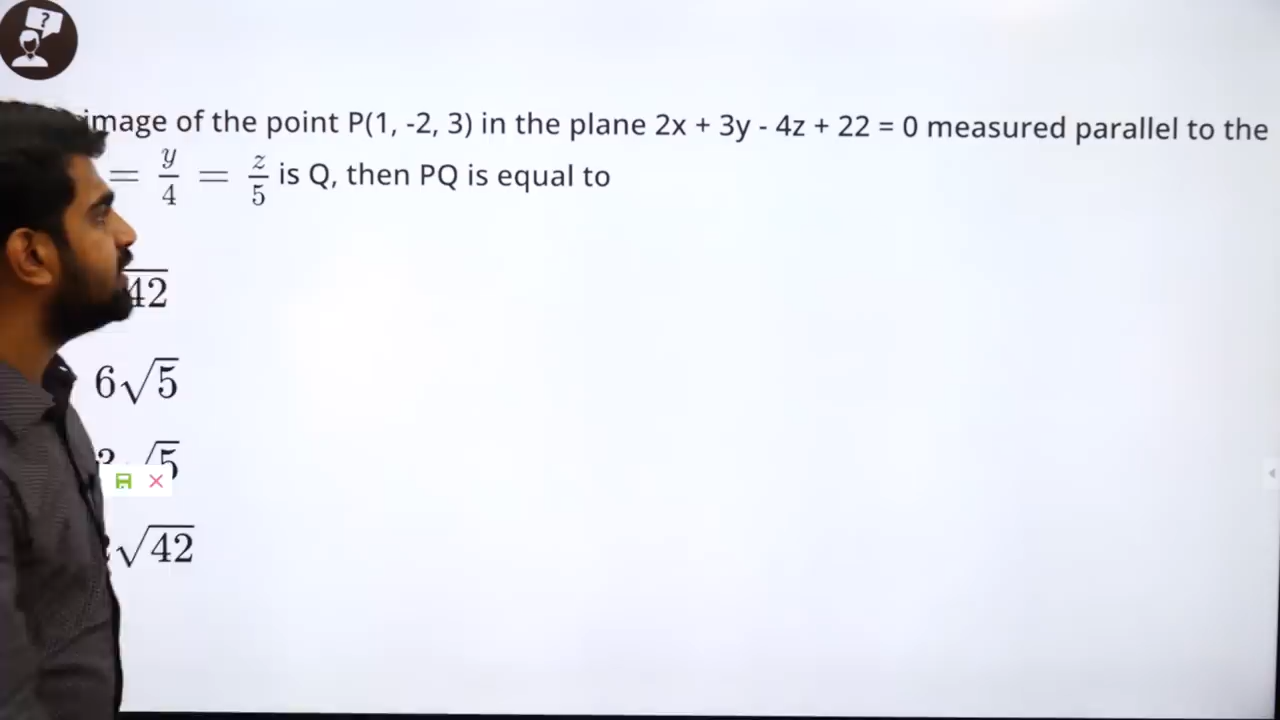 ?
image of the point P(1, -2, 3) in the plane 2x + 3y - 4z + 22 = 0 measured parallel to the
= y/4 = z/5 is Q, then PQ is equal to
√42
6√5
3√5
√42